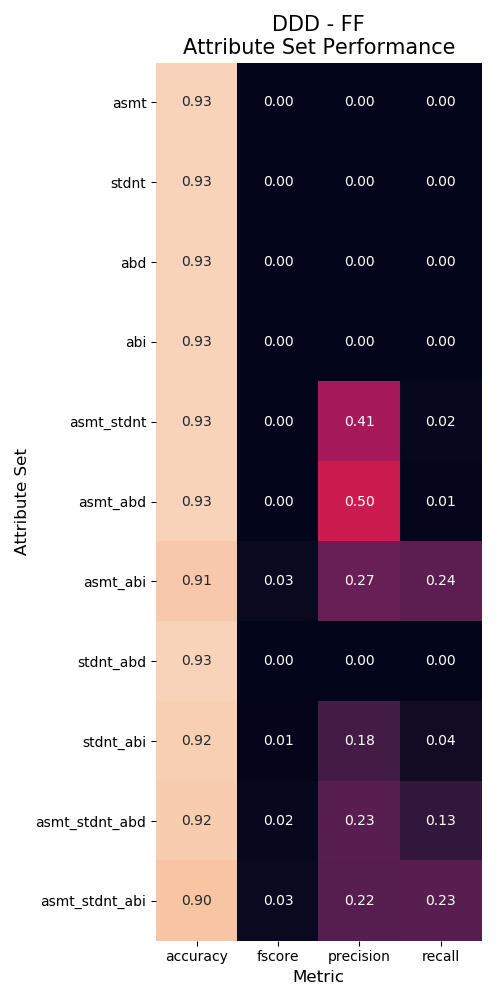 DDD - FF
Attribute Set Performance
asmt 0.93 0.00 0.00 0.00
stdnt 0.93 0.00 0.00 0.00
abd 0.93 0.00 0.00 0.00
abi 0.93 0.00 0.00 0.00
asmt_stdnt 0.93 0.00 0.41 0.02
asmt_abd 0.93 0.00 0.50 0.01
asmt_abi 0.91 0.03 0.27 0.24
stdnt_abd 0.93 0.00 0.00 0.00
stdnt_abi 0.92 0.01 0.18 0.04
asmt_stdnt_abd 0.92 0.02 0.23 0.13
asmt_stdnt_abi 0.90 0.03 0.22 0.23
accuracy fscore precision recall
Metric
Attribute Set